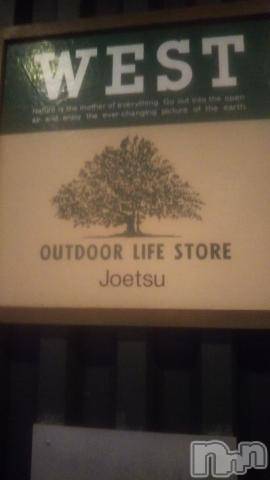 WEST
Nature is the mother of everything. Go out into the open
air and enjoy the ever-changing picture of the earth.
OUTDOOR LIFE STORE
Joetsu
nnn